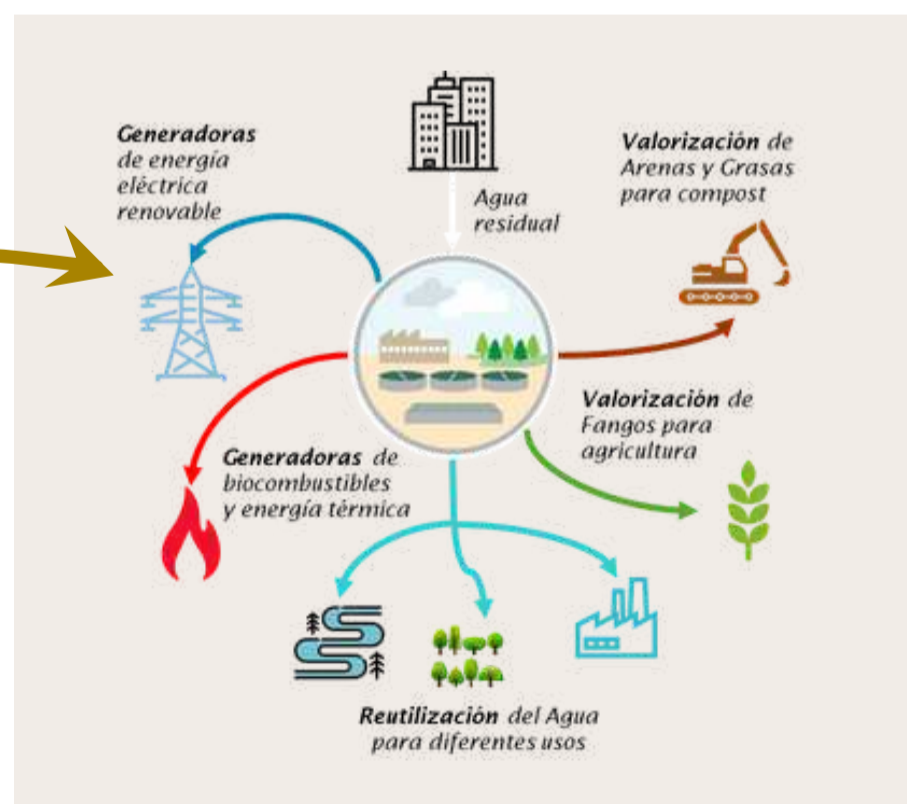 Generadoras
de energía
eléctrica
renovable
Agua
residual
Valorización de
Arenas y Grasas
para compost
Valorización de
Fangos para
agricultura
Generadoras de
biocombustibles
y energía térmica
Reutilización del Agua
para diferentes usos